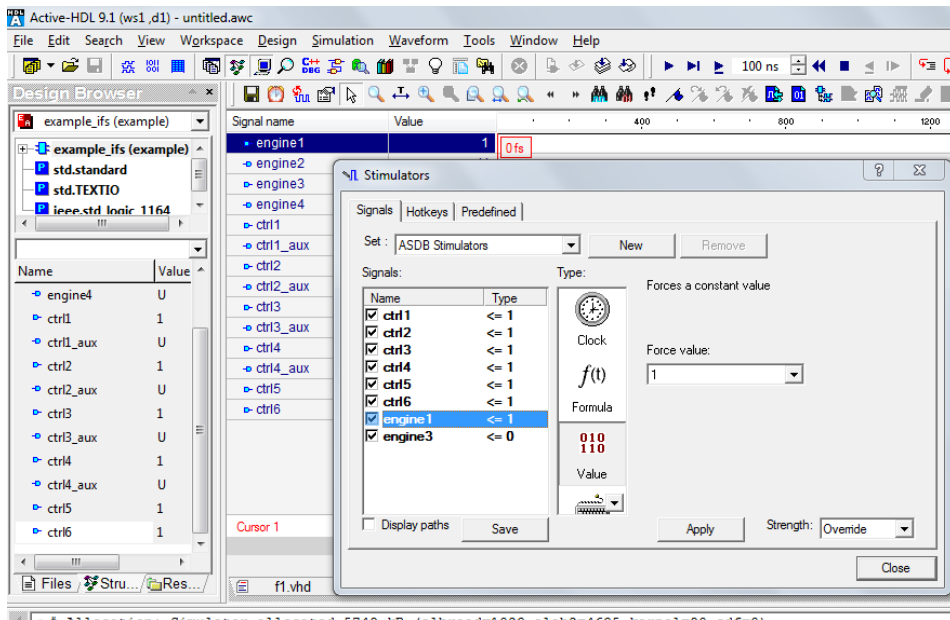 Active-HDL 9.1 (ws1 ,d1) - untitled.awc
File Edit Search View Workspace Design Simulation Waveform Tools Window Help
100 ns
Design Browser
example_ifs (example)
example_ifs (example)
std.standard
std.TEXTIO
ieee.std_logic_1164
Name Value
engine4 U
ctrl1 1
ctrl1_aux U
ctrl2 1
ctrl2_aux U
ctrl3 1
ctrl3_aux U
ctrl4 1
ctrl4_aux U
ctrl5 1
ctrl6 1
Files Stru... Res...
Signal name Value 400 800 1200
engine1 1 0 fs
engine2
engine3
engine4
ctrl1
ctrl1_aux
ctrl2
ctrl2_aux
ctrl3
ctrl3_aux
ctrl4
ctrl4_aux
ctrl5
ctrl6
Cursor 1
f1.vhd
Stimulators
Signals Hotkeys Predefined
Set : ASDB Stimulators New Remove
Signals:
Name Type
ctrl1 <= 1
ctrl2 <= 1
ctrl3 <= 1
ctrl4 <= 1
ctrl5 <= 1
ctrl6 <= 1
engine1 <= 1
engine3 <= 0
Display paths Save
Type:
Clock
f(t)
Formula
010
110
Value
Forces a constant value
Force value:
1
Apply Strength: Override
Close